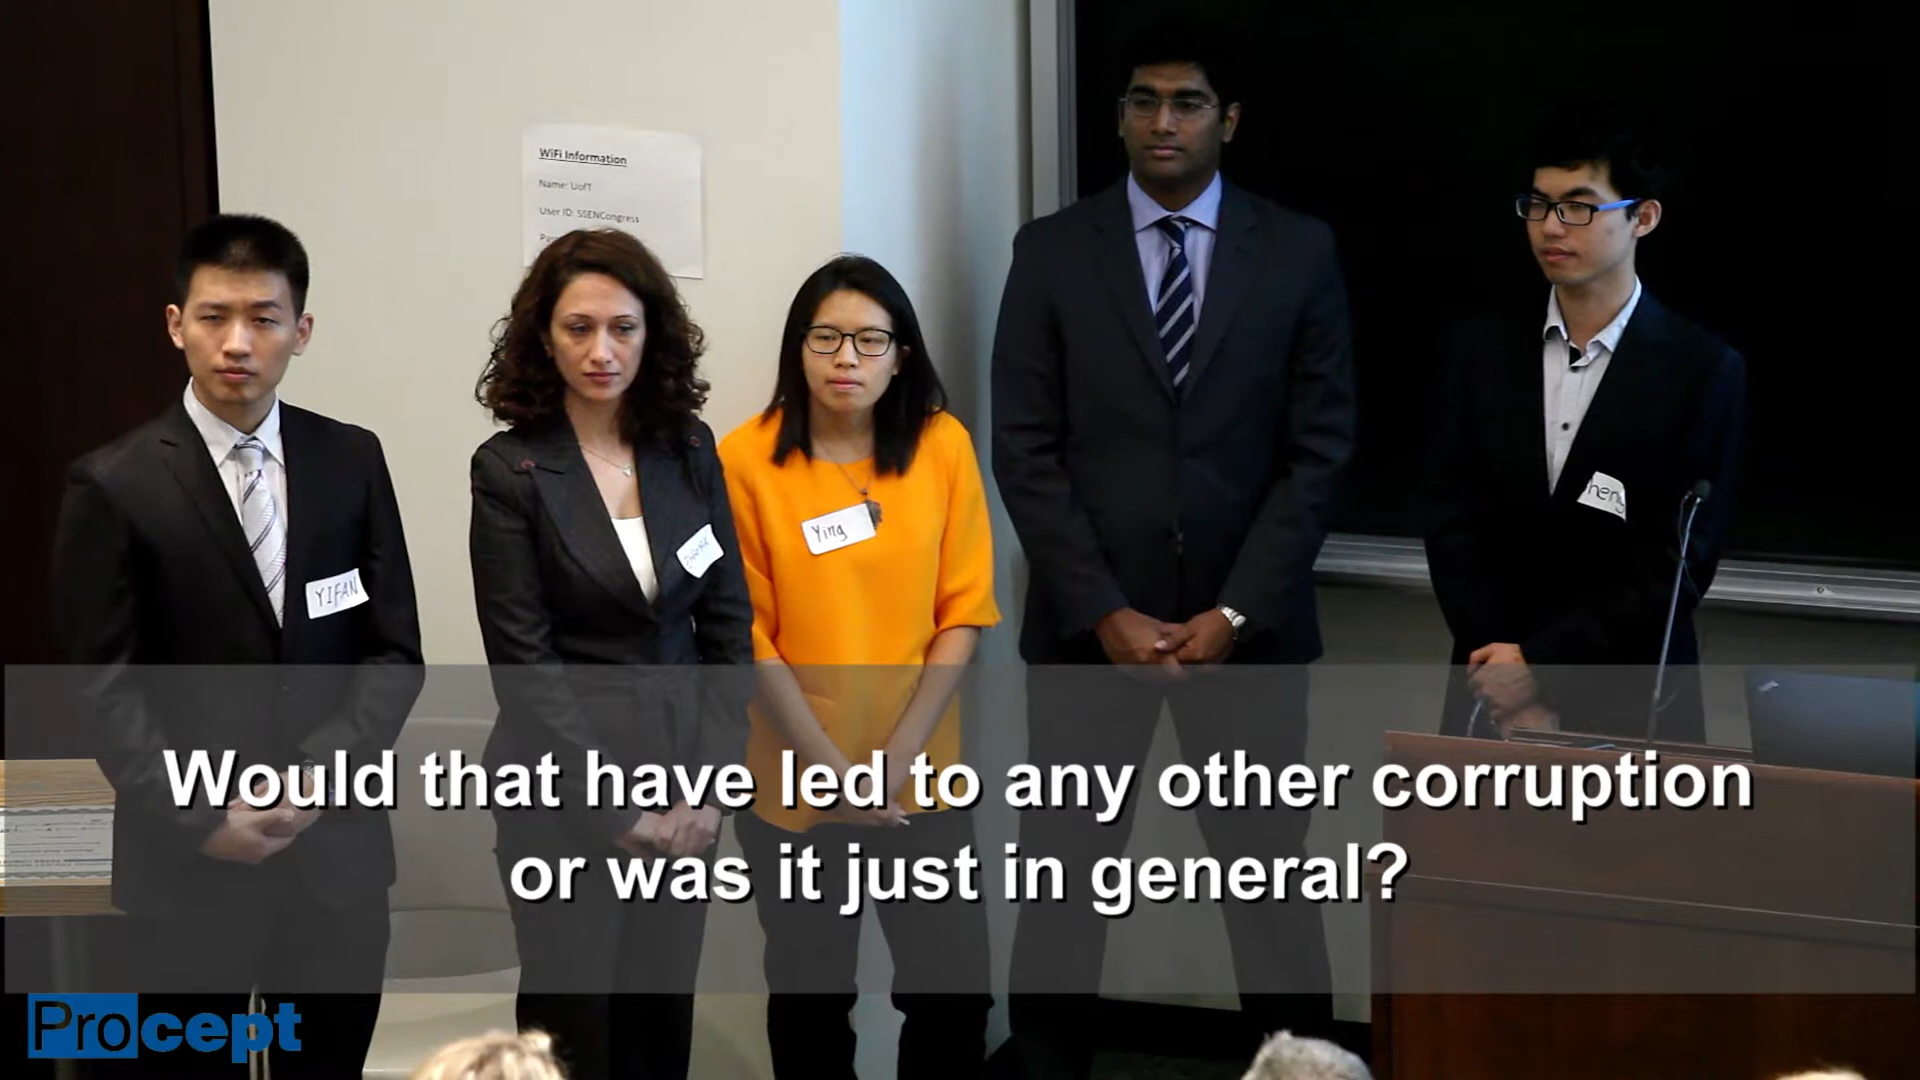 WiFi Information
Name: UofT
User ID: SSENCongress
YIFAN
Ying
heng
Would that have led to any other corruption
or was it just in general?
Procept